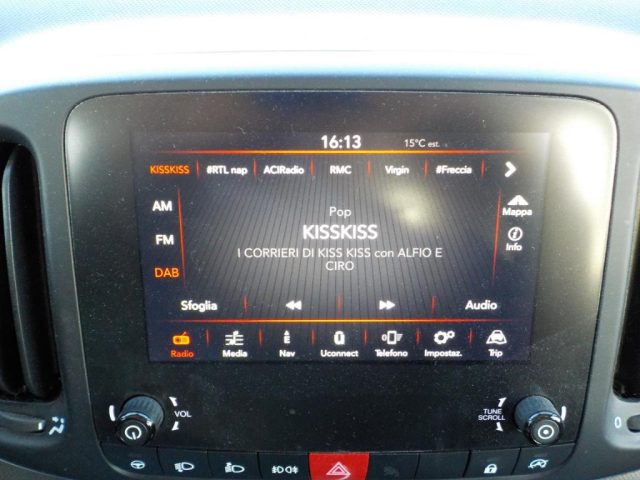 16:13 15°C est.
KISSKISS #RTL nap ACIRadio RMC Virgin #Freccia
AM
Mappa
Pop
KISSKISS
FM
Info
I CORRIERI DI KISS KISS con ALFIO E
CIRO
DAB
Sfoglia Audio
Radio Media Nav Uconnect Telefono Impostaz. Trip
VOL
TUNE
SCROLL
0